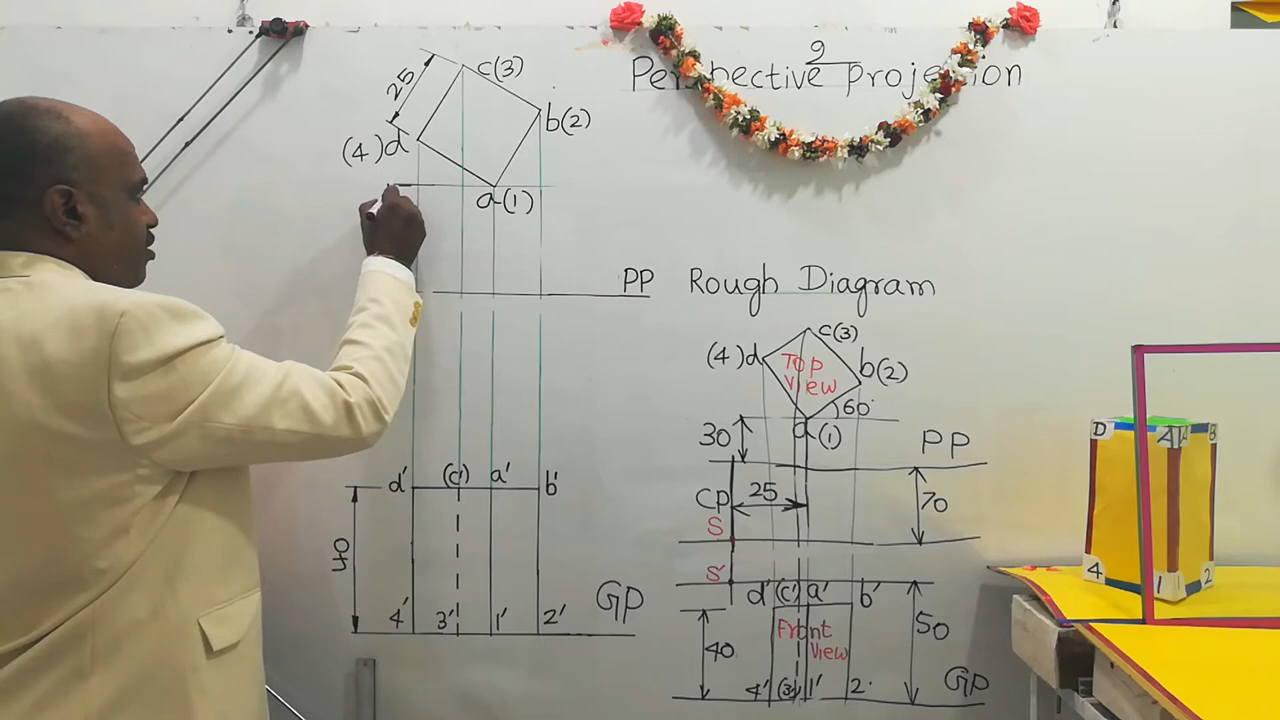 9
Perspective projection
25
c(3)
b(2)
(4)d
a(1)
PP
Rough Diagram
c(3)
(4)d
Top
View
b(2)
60°
30
a(1)
PP
CP
25
70
S
S'
d' (c') a' b'
40
d' (c') a' b'
GP
Front
View
50
40
4' 3' 1' 2'
4' (3') 1' 2'
GP
D A B
4 1 2